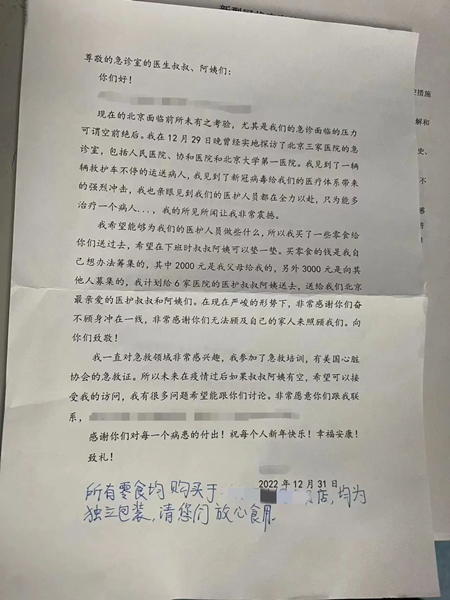 尊敬的急诊室的医生叔叔、阿姨们:
你们好!
现在的北京面临前所未有之考验，尤其是我们的急诊面临的压力
可谓空前绝后。我在12月29日晚曾经实地探访了北京三家医院的急
诊室，包括人民医院、协和医院和北京大学第一医院。我见到了一辆
辆救护车不停的运送病人，我见到了新冠病毒给我们的医疗体系带来
的强烈冲击，我也亲眼见到我们的医护人员都在全力以赴，只为能多
治疗一个病人...，我的所见所闻让我非常震撼。
我希望能够为我们的医护人员做些什么，所以我买了一些零食给
你们送过去，希望在下班时叔叔阿姨可以垫一垫。买零食的钱是我自
己想办法筹集的，其中2000元是我父母给我的，另外3000元是向其
他人募集的，我计划给6家医院的医护叔叔阿姨送去，送给我们北京
最亲爱的医护叔叔和阿姨们。在现在严峻的形势下，非常感谢你们奋
不顾身冲在一线，非常感谢你们无法顾及自己的家人来照顾我们。向
你们致敬!
我一直对急救领域非常感兴趣，我参加了急救培训，有美国心脏
协会的急救证。所以未来在疫情过后如果叔叔阿姨有空，希望可以接
受我的访问，我有很多问题希望能跟你们讨论。非常愿意你们跟我联
系，
感谢你们对每一个病患的付出!祝每个人新年快乐!幸福安康!
致礼!
2022年12月31日
所有零食均购买于 店，均为
独立包装，请您们放心食用
措施
解和
史、
不